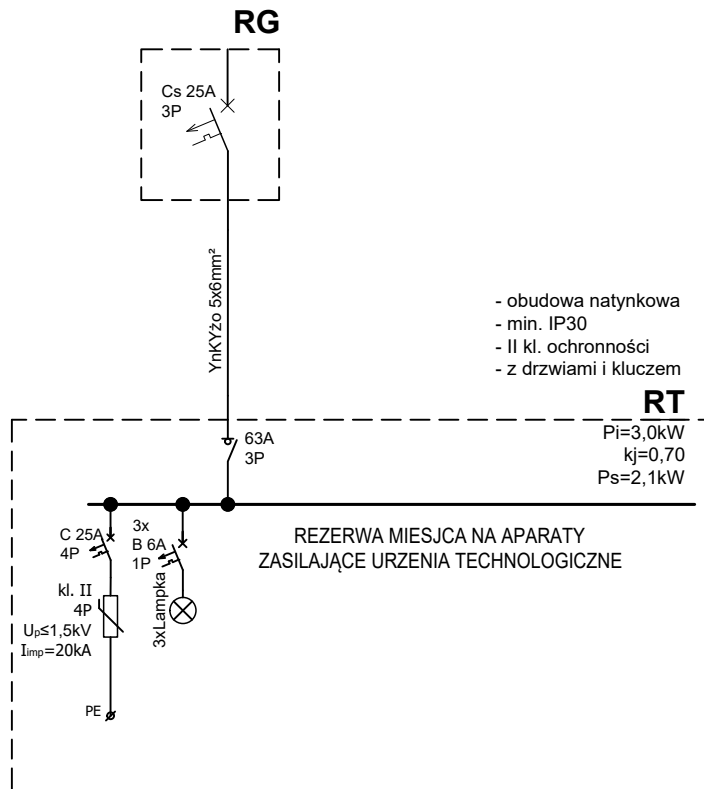 RG
Cs 25A
3P
YnKYżo 5x6mm²
- obudowa natynkowa
- min. IP30
- II kl. ochronności
- z drzwiami i kluczem
RT
Pi=3,0kW
kj=0,70
Ps=2,1kW
63A
3P
C 25A
4P
3x
B 6A
1P
REZERWA MIESJCA NA APARATY
ZASILAJĄCE URZENIA TECHNOLOGICZNE
kl. II
4P
Up≤1,5kV
Iimp=20kA
3xLampka
PE